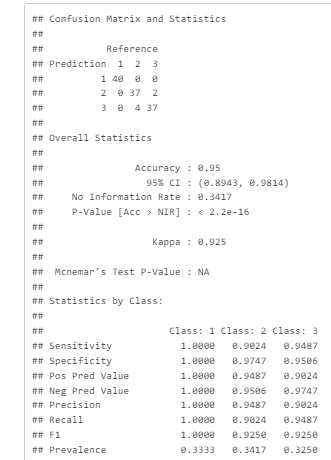 ## Confusion Matrix and Statistics
##
##           Reference
## Prediction  1  2  3
##          1 40  0  0
##          2  0 37  2
##          3  0  4 37
##
## Overall Statistics
##
##                Accuracy : 0.95
##                  95% CI : (0.8943, 0.9814)
##     No Information Rate : 0.3417
##     P-Value [Acc > NIR] : < 2.2e-16
##
##                   Kappa : 0.925
##
##  Mcnemar's Test P-Value : NA
##
## Statistics by Class:
##
##                      Class: 1 Class: 2 Class: 3
## Sensitivity            1.0000   0.9024   0.9487
## Specificity            1.0000   0.9747   0.9506
## Pos Pred Value         1.0000   0.9487   0.9024
## Neg Pred Value         1.0000   0.9506   0.9747
## Precision              1.0000   0.9487   0.9024
## Recall                 1.0000   0.9024   0.9487
## F1                     1.0000   0.9250   0.9250
## Prevalence             0.3333   0.3417   0.3250